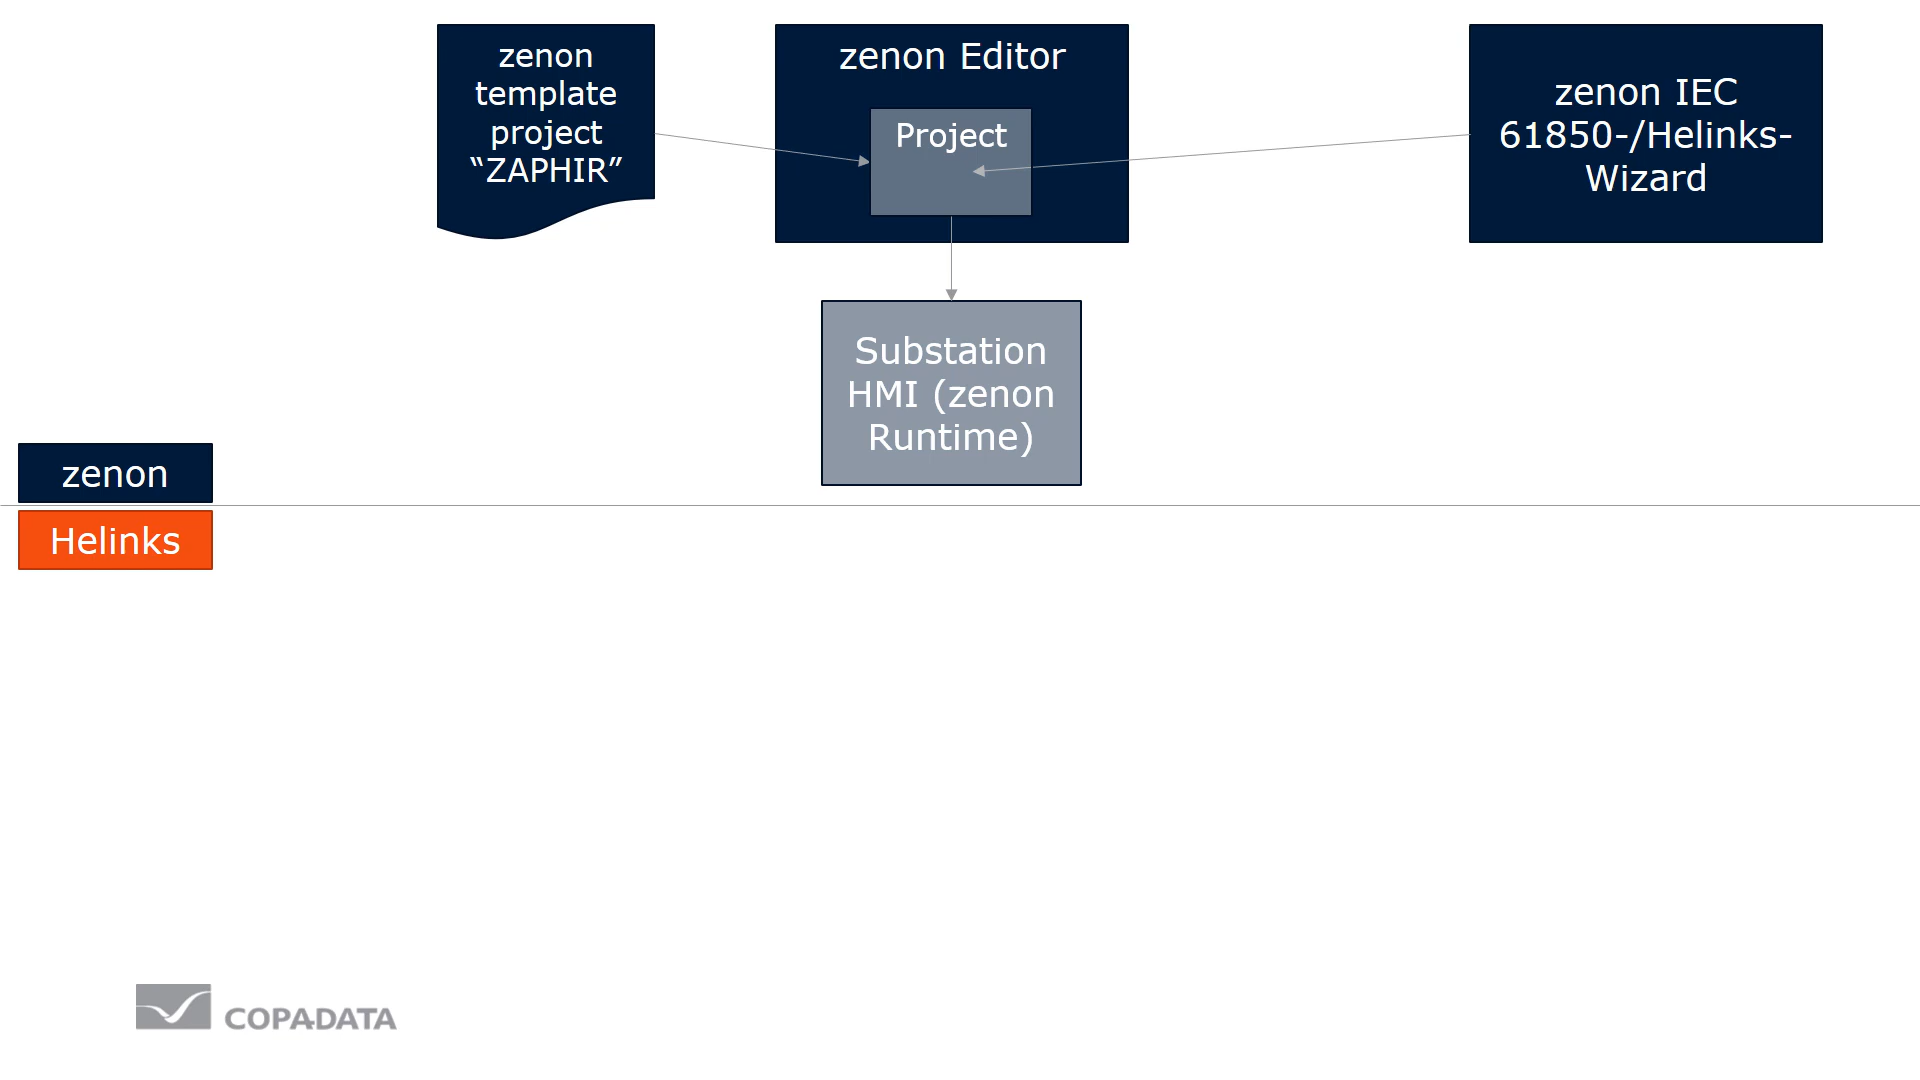 zenon
template
project
“ZAPHIR”
zenon Editor
Project
zenon IEC
61850-/Helinks-
Wizard
Substation
HMI (zenon
Runtime)
zenon
Helinks
COPADATA